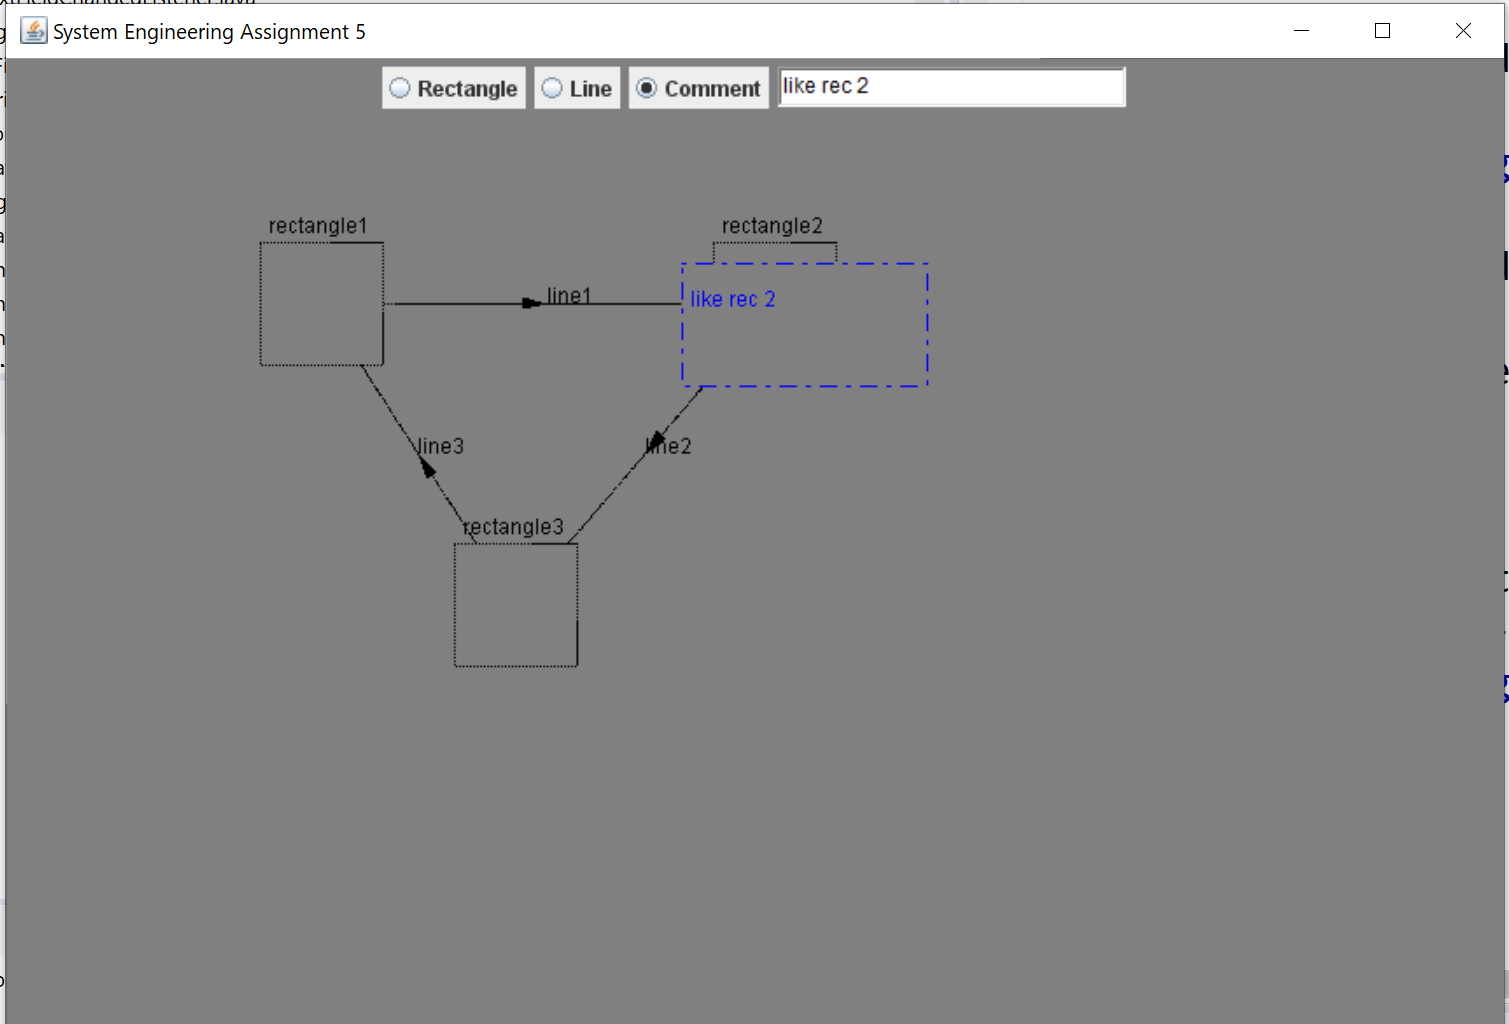 System Engineering Assignment 5
Rectangle Line Comment like rec 2
rectangle1 rectangle2
line1 like rec 2
line3 line2
rectangle3